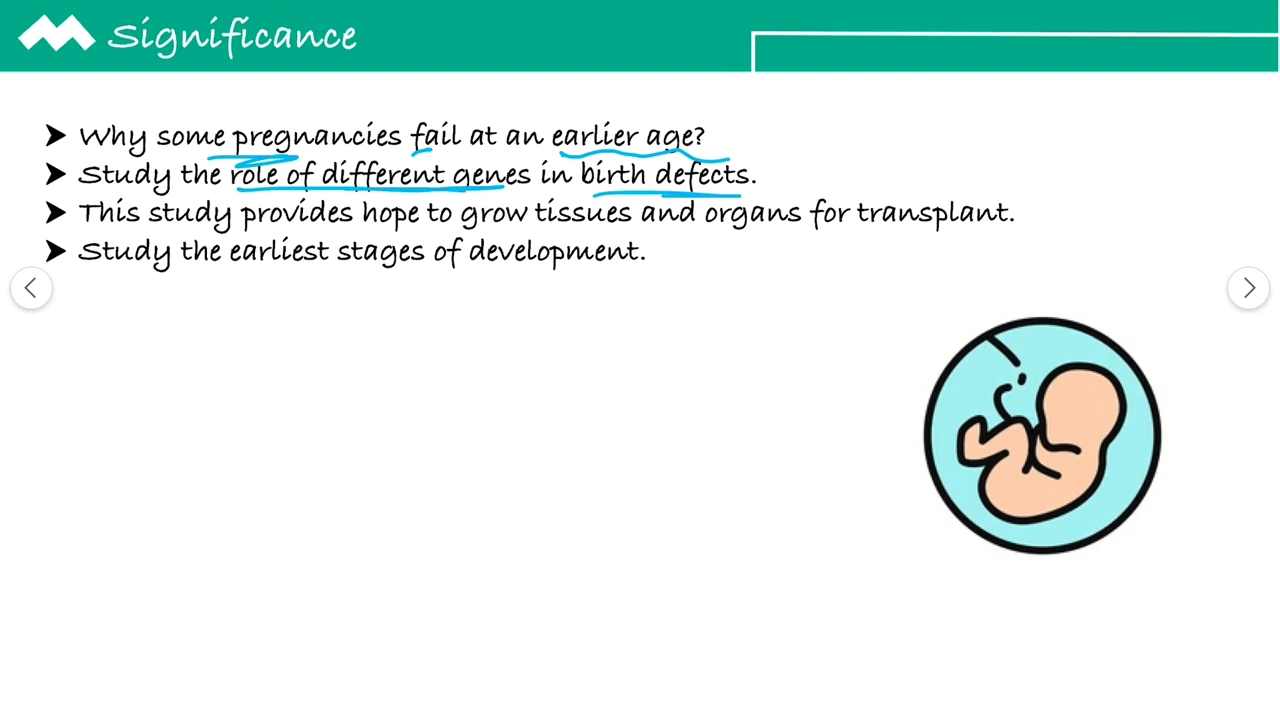 Significance
➤ Why some pregnancies fail at an earlier age?
➤ Study the role of different genes in birth defects.
➤ This study provides hope to grow tissues and organs for transplant.
➤ Study the earliest stages of development.